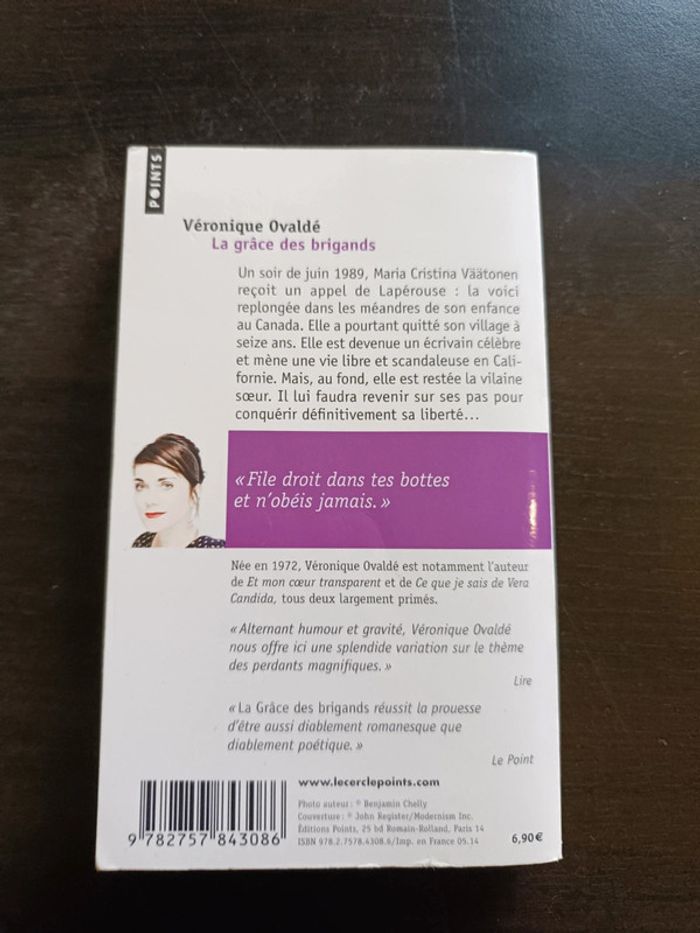 POINTS
Véronique Ovaldé
La grâce des brigands
Un soir de juin 1989, Maria Cristina Väätonen
reçoit un appel de Lapérouse : la voici
replongée dans les méandres de son enfance
au Canada. Elle a pourtant quitté son village à
seize ans. Elle est devenue un écrivain célèbre
et mène une vie libre et scandaleuse en Cali-
fornie. Mais, au fond, elle est restée la vilaine
sœur. Il lui faudra revenir sur ses pas pour
conquérir définitivement sa liberté…
« File droit dans tes bottes
et n'obéis jamais. »
Née en 1972, Véronique Ovaldé est notamment l'auteur
de Et mon cœur transparent et de Ce que je sais de Vera
Candida, tous deux largement primés.
« Alternant humour et gravité, Véronique Ovaldé
nous offre ici une splendide variation sur le thème
des perdants magnifiques. »
Lire
« La Grâce des brigands réussit la prouesse
d'être aussi diablement romanesque que
diablement poétique. »
Le Point
www.lecerclepoints.com
Photo auteur : © Benjamin Chelly
Couverture : © John Register/Modernism Inc.
Éditions Points, 25 bd Romain-Rolland, Paris 14
ISBN 978.2.7578.4308.6/Imp. en France 05.14
9 782757 843086
6,90€